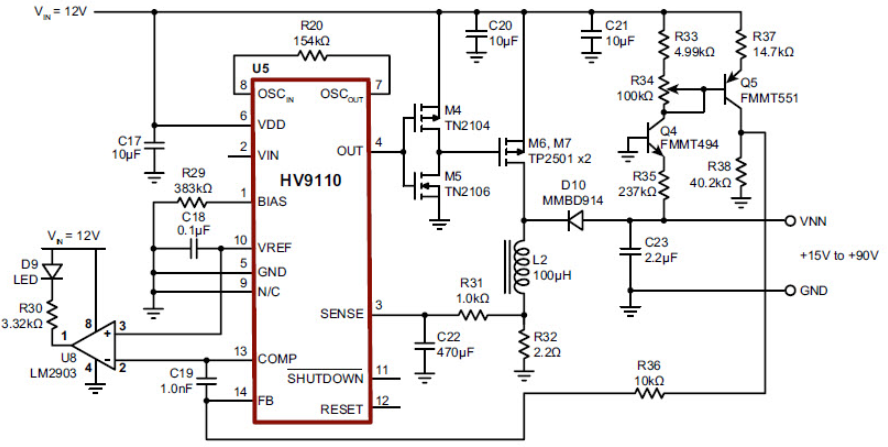 V_IN = 12V
R20
154kΩ
C20
10µF
C21
10µF
R33
4.99kΩ
R37
14.7kΩ
U5
8
OSC_IN
OSC_OUT
7
R34
100kΩ
Q5
FMMT551
6
VDD
M4
TN2104
Q4
FMMT494
C17
10µF
2
VIN
OUT
4
M6, M7
TP2501 x2
HV9110
M5
TN2106
R29
383kΩ
1
BIAS
R35
237kΩ
R38
40.2kΩ
D10
MMBD914
C18
0.1µF
VNN
V_IN = 12V
10
VREF
5
GND
9
N/C
L2
100µH
C23
2.2µF
+15V to +90V
D9
LED
R31
1.0kΩ
GND
R30
3.32kΩ
SENSE
3
8
3
+
1
-
2
4
U8
LM2903
C22
470µF
R32
2.2Ω
13
COMP
C19
1.0nF
SHUTDOWN
11
R36
10kΩ
14
FB
RESET
12